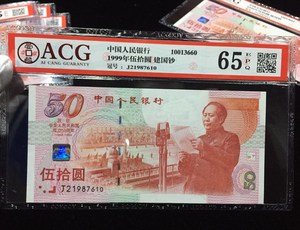 ACG
AI CANG GUARANTY
中国人民银行 10013660
1999年伍拾圆 建国钞
冠号： J21987610
65 EPQ
50
中国人民银行
伍拾圆
J21987610
50